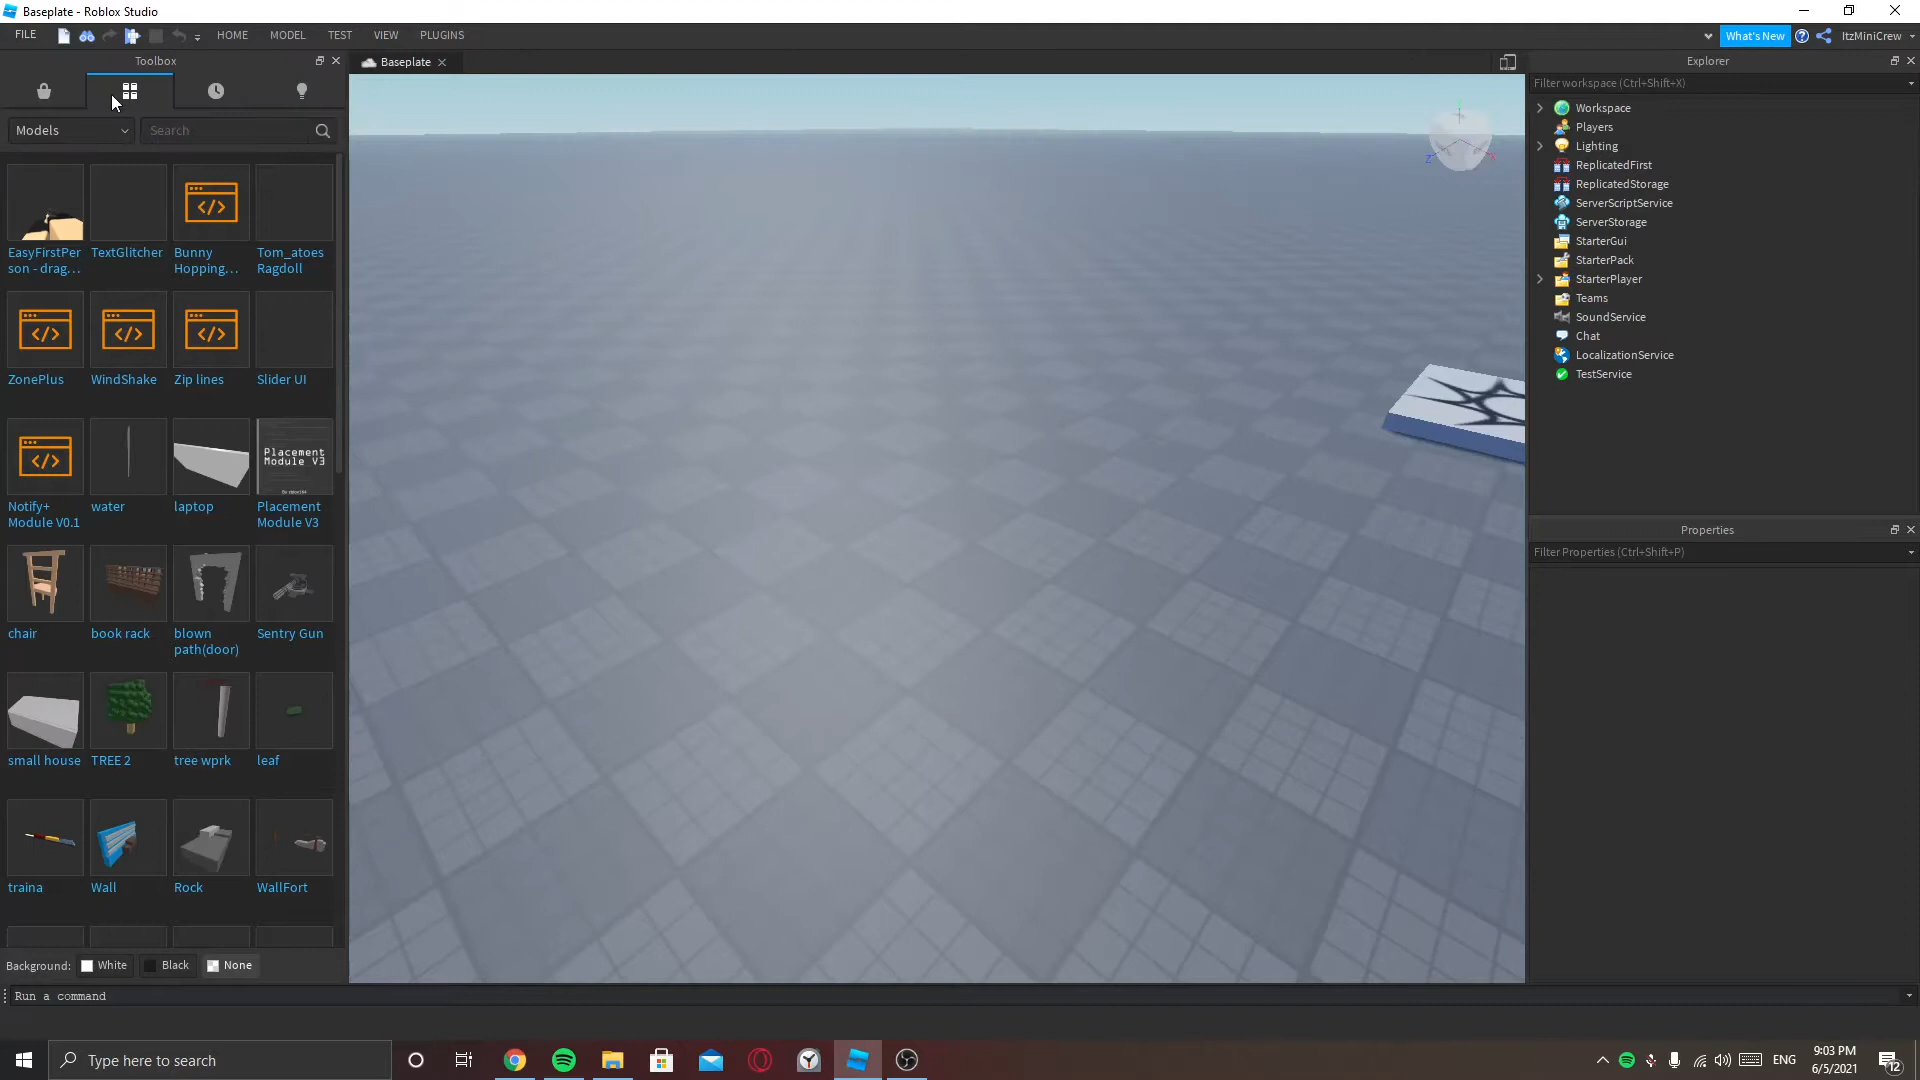 Baseplate - Roblox Studio
FILE HOME MODEL TEST VIEW PLUGINS What's New ItzMiniCrew
Toolbox
Baseplate
Explorer
Filter workspace (Ctrl+Shift+X)
Models
Search
Workspace
Players
Lighting
ReplicatedFirst
ReplicatedStorage
ServerScriptService
ServerStorage
StarterGui
StarterPack
StarterPlayer
Teams
SoundService
Chat
LocalizationService
TestService
EasyFirstPer
son - drag...
TextGlitcher
Bunny
Hopping...
Tom_atoes
Ragdoll
ZonePlus
WindShake
Zip lines
Slider UI
Placement
Module V3
Notify+
Module V0.1
water
laptop
Placement
Module V3
chair
book rack
blown
path(door)
Sentry Gun
small house
TREE 2
tree wprk
leaf
traina
Wall
Rock
WallFort
Background: White Black None
Properties
Filter Properties (Ctrl+Shift+P)
Z
Run a command
Type here to search
ENG
9:03 PM
6/5/2021
12